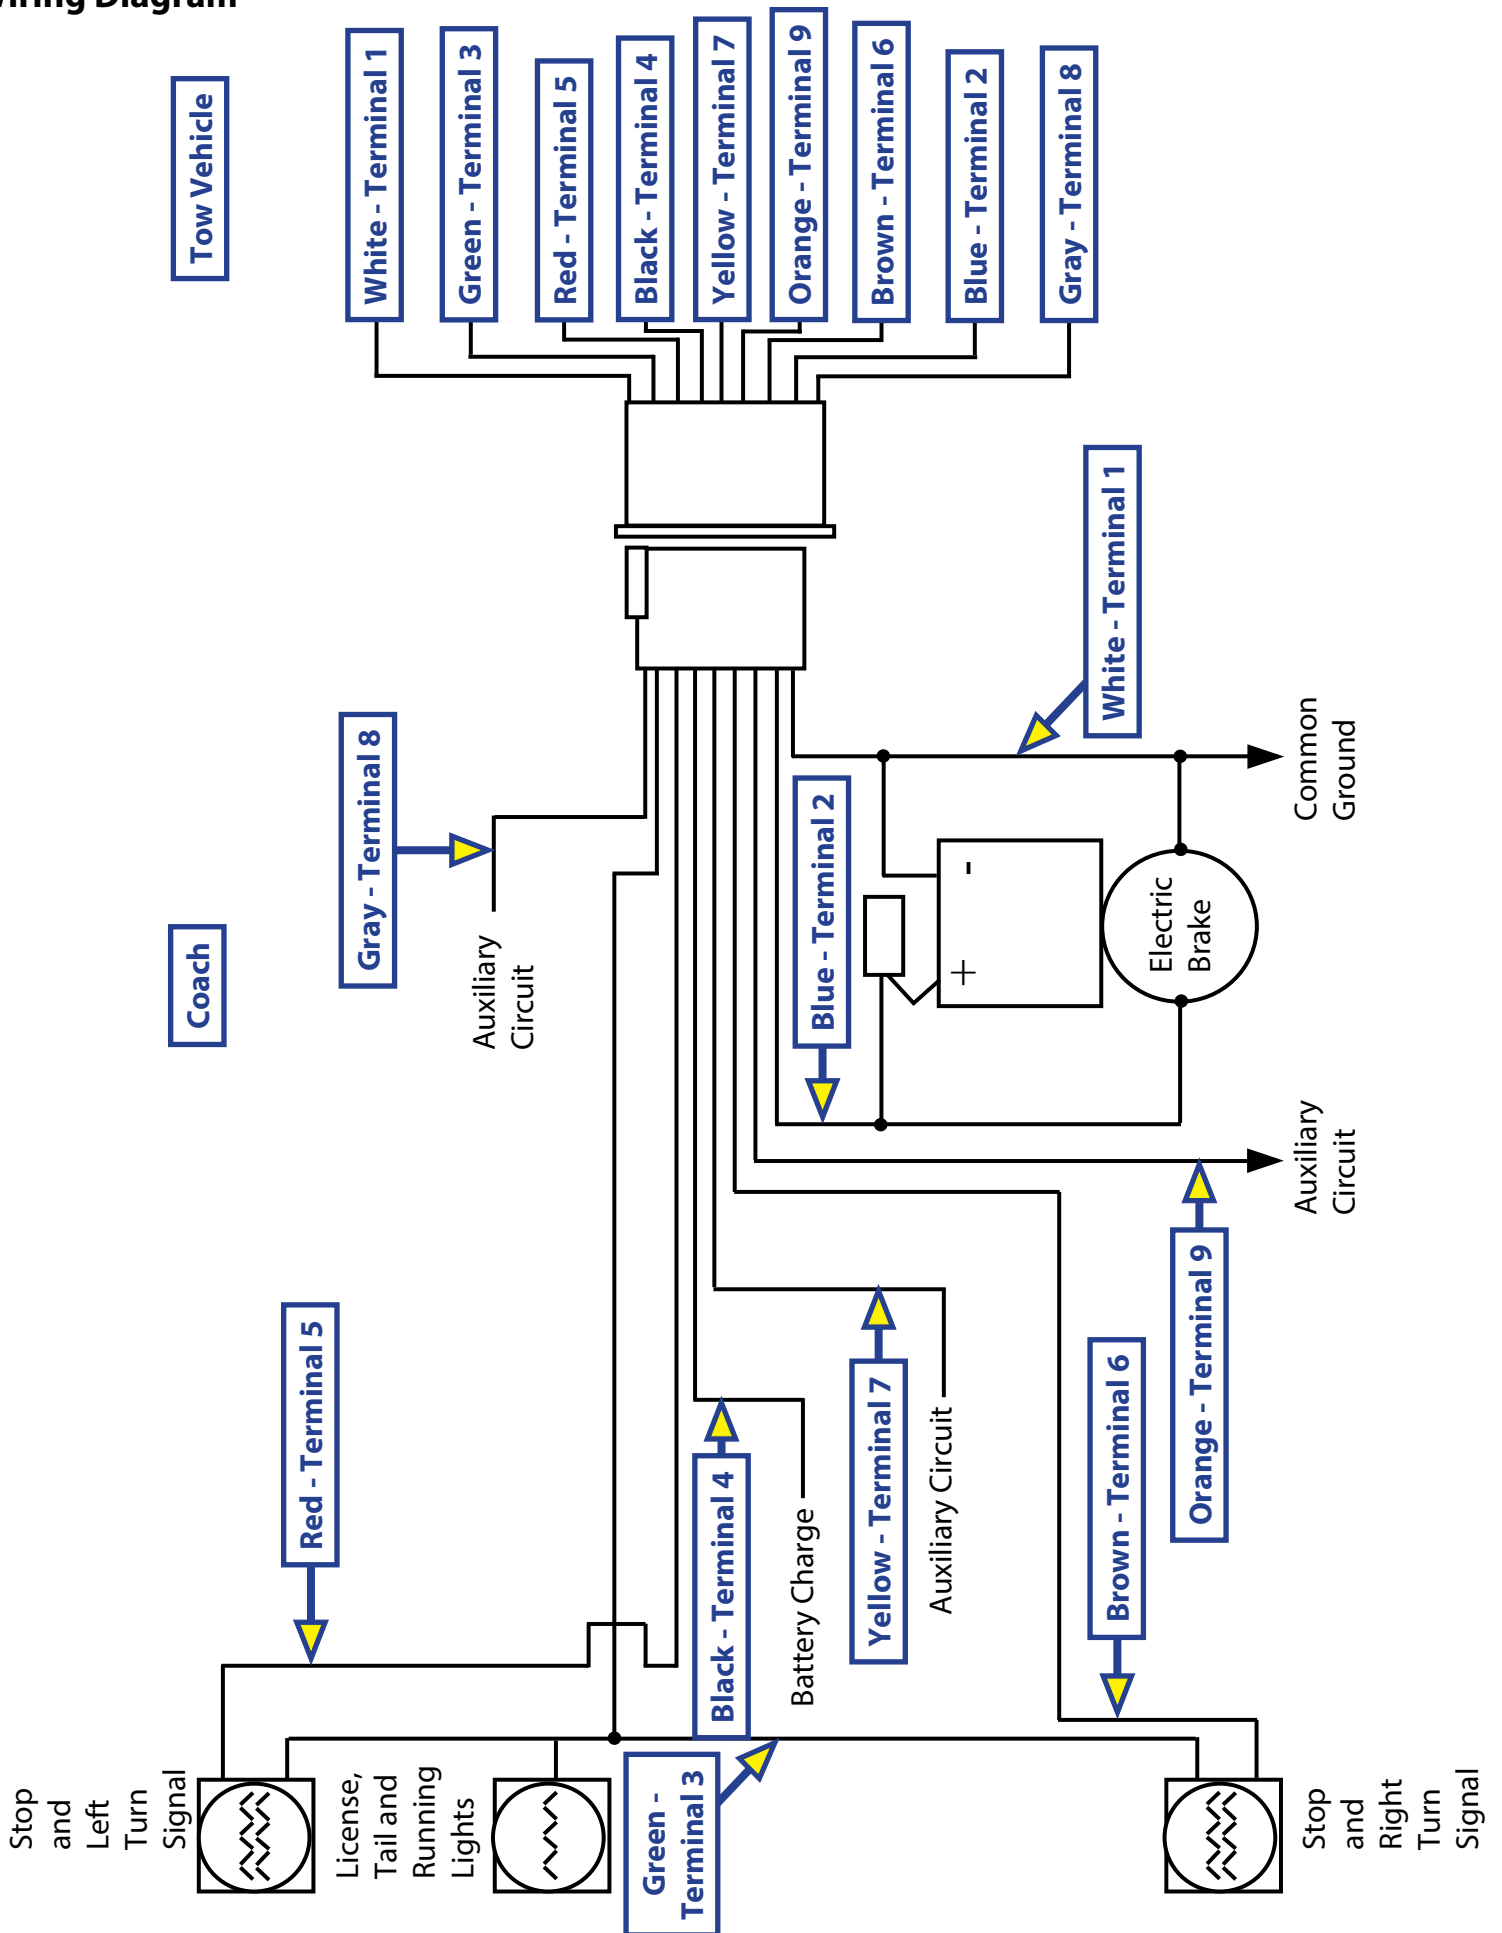 Wiring Diagram
Tow Vehicle
White - Terminal 1
Green - Terminal 3
Red - Terminal 5
Black - Terminal 4
Yellow - Terminal 7
Orange - Terminal 9
Brown - Terminal 6
Blue - Terminal 2
Gray - Terminal 8
Coach
Gray - Terminal 8
Auxiliary
Circuit
Blue - Terminal 2
White - Terminal 1
+
-
Electric
Brake
Common
Ground
Auxiliary
Circuit
Red - Terminal 5
Black - Terminal 4
Battery Charge
Yellow - Terminal 7
Auxiliary Circuit
Brown - Terminal 6
Orange - Terminal 9
Stop
and
Left
Turn
Signal
License,
Tail and
Running
Lights
Green -
Terminal 3
Stop
and
Right
Turn
Signal